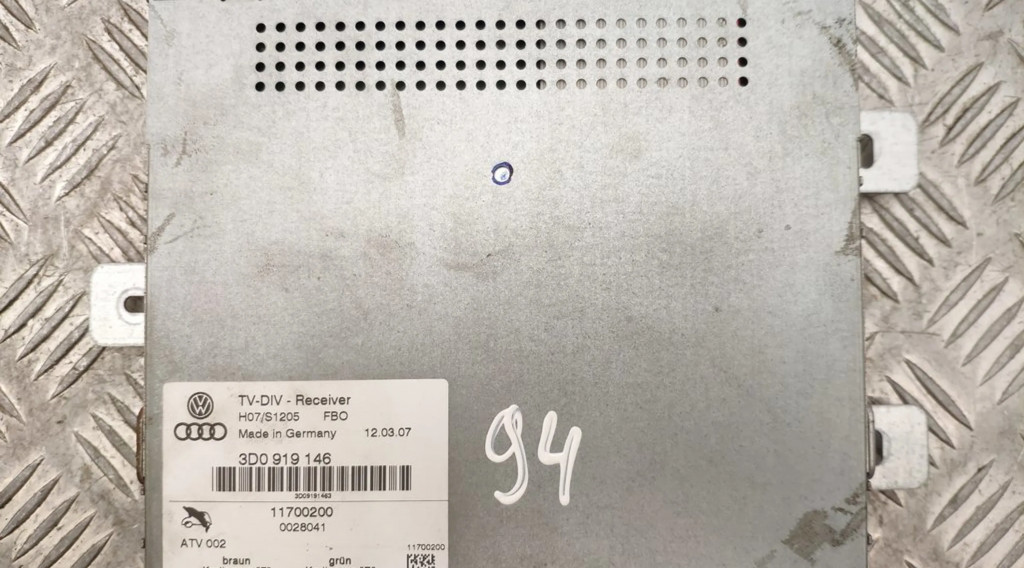 TV-DIV - Receiver
H07/S1205 FBO
Made in Germany 12.03.07
3D0 919 146
3D09191463
11700200
0028041
ATV 002
11700200
braun grün
94